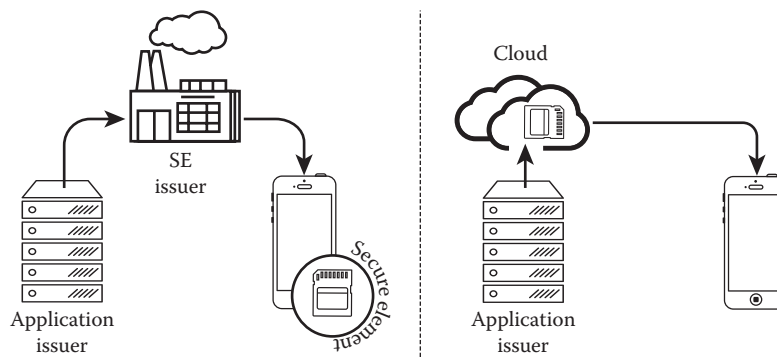 SE
issuer
Secure element
Application
issuer
Cloud
Application
issuer